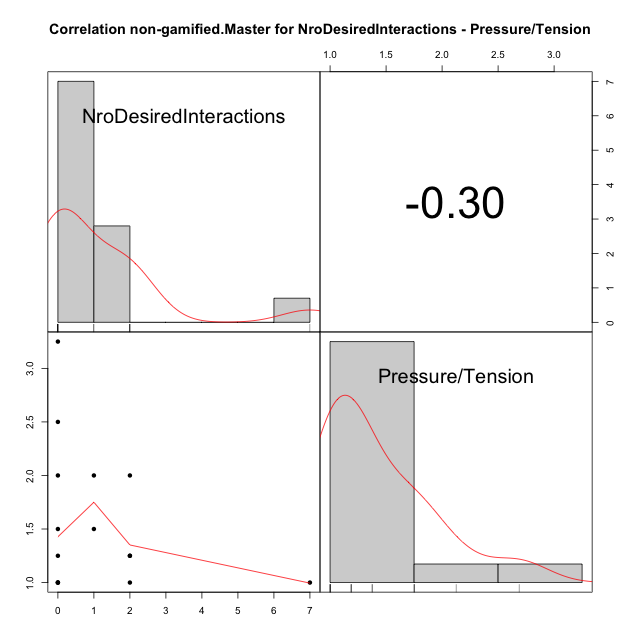 Correlation non-gamified.Master for NroDesiredInteractions - Pressure/Tension
1.0 1.5 2.0 2.5 3.0
NroDesiredInteractions
-0.30
7
6
5
4
3
2
1
0
Pressure/Tension
3.0
2.5
2.0
1.5
1.0
0 1 2 3 4 5 6 7